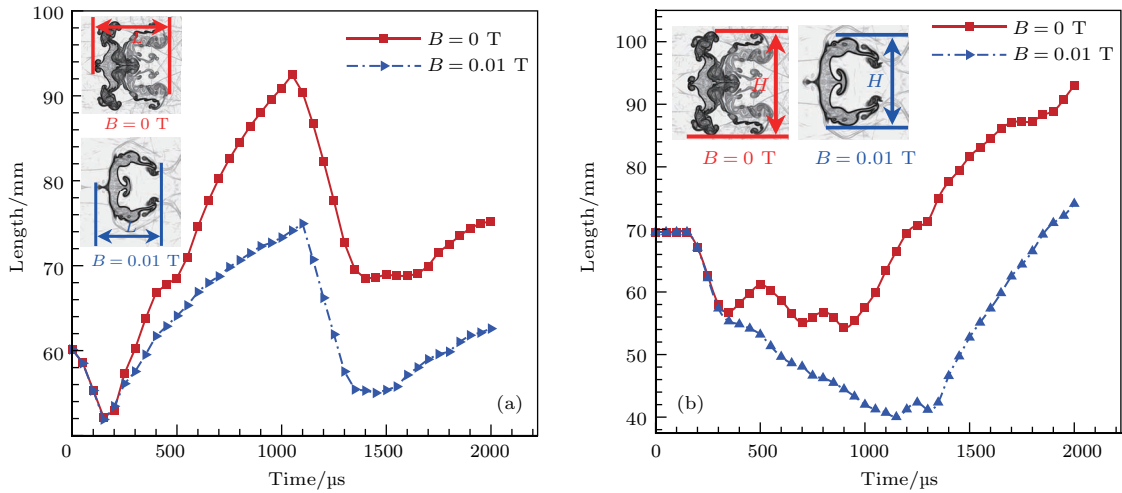 100
90
80
70
60
Length/mm
0
500
1000
1500
2000
Time/μs
L
B = 0 T
L
B = 0.01 T
B = 0 T
B = 0.01 T
(a)
100
90
80
70
60
50
40
Length/mm
0
500
1000
1500
2000
Time/μs
H
B = 0 T
H
B = 0.01 T
B = 0 T
B = 0.01 T
(b)